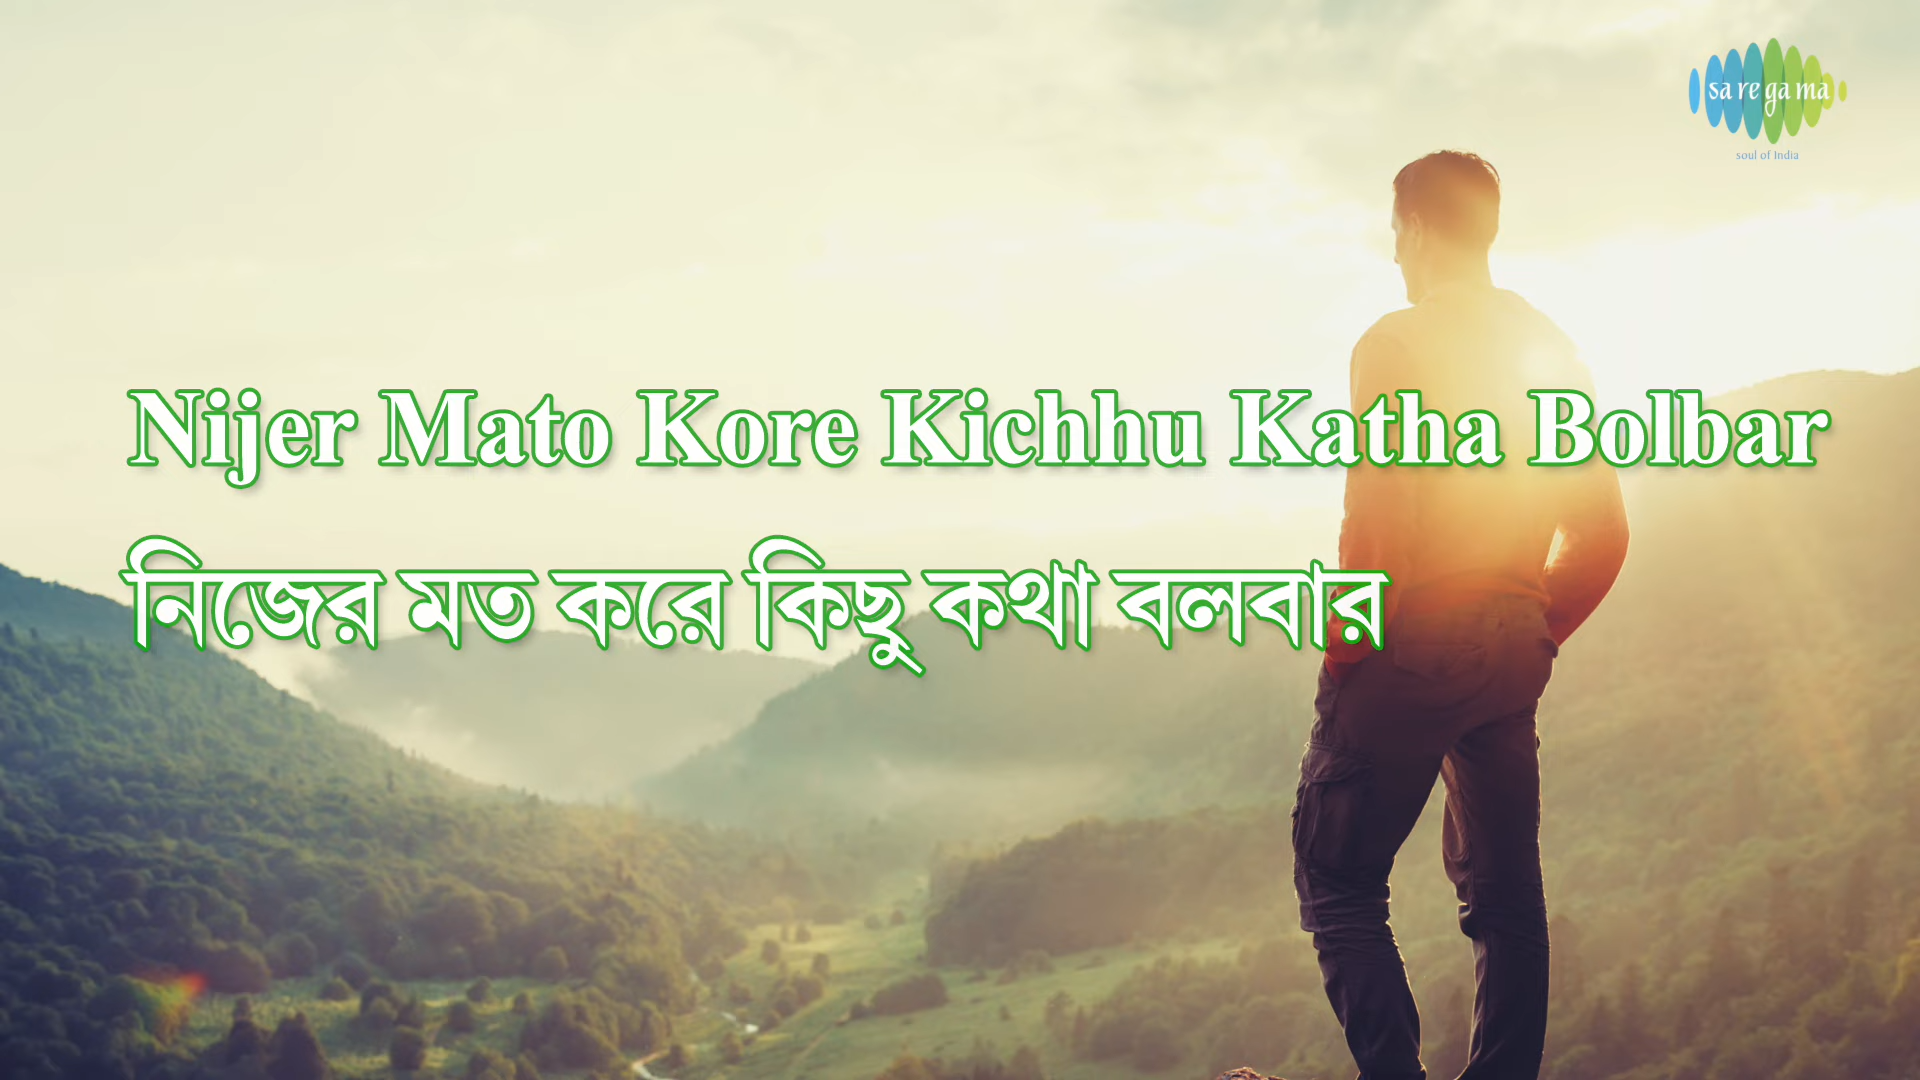 sa re ga ma
soul of India
Nijer Mato Kore Kichhu Katha Bolbar
নিজের মত করে কিছু কথা বলবার